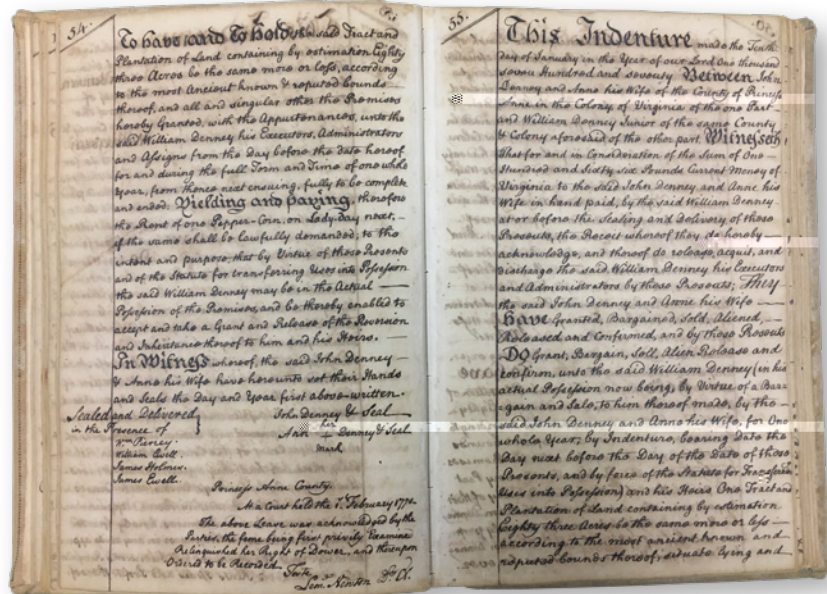 54.
To have and To hold the said Tract and
Plantation of Land containing by estimation Eighty
three Acres be the same more or less, according
to the most Ancient known & reputed bounds
thereof, and all and singular other the Premises
hereby Granted, with the Appurtenances, unto the
said William Denney his Executors, Administrators
and Assigns from the Day before the date hereof
for and during the full Term and Time of one whole
Year, from thence next ensuing, fully to be complete
and ended. Yielding and paying, therefore
the Rent of one Pepper-Corn, on Lady-Day next,
if the same shall be lawfully demanded; to the
intent and purpose, that by Virtue of these Presents
and of the Statute for transferring Uses into Possession
the said William Denney may be in the Actual
Possession of the Premises, and be thereby enabled to
accept and take a Grant and Release of the Reversion
and Inheritance thereof to him and his Heirs.
In Witness whereof, the said John Denney
& Anne his Wife have hereunto set their Hands
and Seals the Day and Year first above-written.
Sealed and Delivered
in the Presence of
Wm
William Ewell.
James Holmes.
James Ewell.
John Denney & Seal
her
Ann + Denney & Seal
mark
Princess Anne County.
At a Court held the 1st February 177
The above Lease was acknowledged by the
Parties, the feme being first privily Examined
Relinquished her Right of Dower, and thereupon
Ordered to be Recorded
Teste
Newton D. Cl.
55.
This Indenture made the Tenth
day of January in the Year of our Lord One thousand
seven Hundred and seventy Between John
Denney and Anne his Wife of the County of Princess
Anne in the Colony of Virginia of the one Part
and William Denney Junior of the same County
& Colony aforesaid of the other part. Witnesseth
that for and in Consideration of the Sum of One
Hundred and Sixty six Pounds Current Money of
Virginia to the said John Denney and Anne his
Wife in hand paid, by the said William Denney
at or before the Sealing and Delivery of these
Presents, the Receit whereof they do hereby
acknowledge, and thereof do release, acquit, and
discharge the said William Denney his Executors
and Administrators by these Presents; They
the said John Denney and Anne his Wife
Have Granted, Bargained, Sold, Aliened,
Released and Confirmed, and by these Presents
Do Grant, Bargain, Sell, Alien Release and
confirm, unto the said William Denney (in his
actual Possession now being, by Virtue of a Bar-
gain and Sale, to him thereof made, by the
said John Denney and Anne his Wife, for One
whole Year; by Indenture, bearing Date the
Day next before the Day of the Date of these
Presents, and by force of the Statute for Transferring
Uses into Possession) and his Heirs One Tract and
Plantation of Land containing by estimation
Eighty three Acres be the same more or less
according to the most ancient known and
reputed bounds thereof; situate lying and